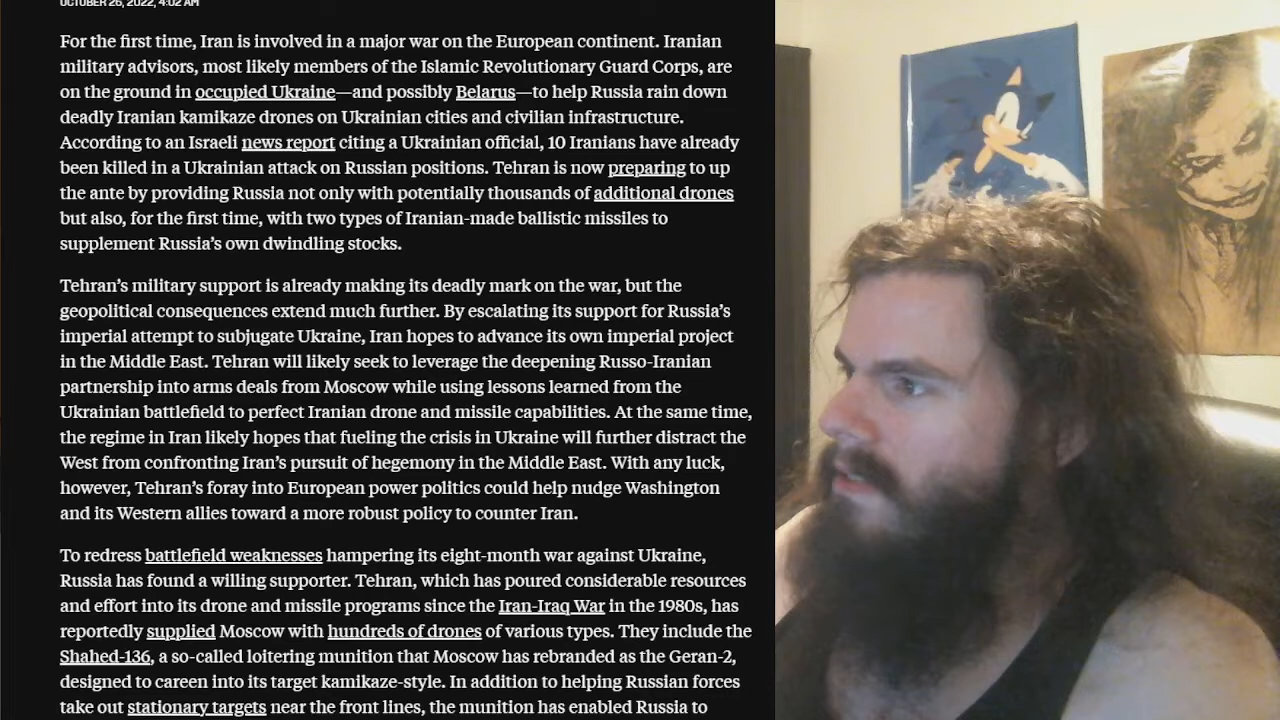 OCTOBER 26, 2022, 4:02 AM
For the first time, Iran is involved in a major war on the European continent. Iranian
military advisors, most likely members of the Islamic Revolutionary Guard Corps, are
on the ground in occupied Ukraine—and possibly Belarus—to help Russia rain down
deadly Iranian kamikaze drones on Ukrainian cities and civilian infrastructure.
According to an Israeli news report citing a Ukrainian official, 10 Iranians have already
been killed in a Ukrainian attack on Russian positions. Tehran is now preparing to up
the ante by providing Russia not only with potentially thousands of additional drones
but also, for the first time, with two types of Iranian-made ballistic missiles to
supplement Russia’s own dwindling stocks.
Tehran’s military support is already making its deadly mark on the war, but the
geopolitical consequences extend much further. By escalating its support for Russia’s
imperial attempt to subjugate Ukraine, Iran hopes to advance its own imperial project
in the Middle East. Tehran will likely seek to leverage the deepening Russo-Iranian
partnership into arms deals from Moscow while using lessons learned from the
Ukrainian battlefield to perfect Iranian drone and missile capabilities. At the same time,
the regime in Iran likely hopes that fueling the crisis in Ukraine will further distract the
West from confronting Iran’s pursuit of hegemony in the Middle East. With any luck,
however, Tehran’s foray into European power politics could help nudge Washington
and its Western allies toward a more robust policy to counter Iran.
To redress battlefield weaknesses hampering its eight-month war against Ukraine,
Russia has found a willing supporter. Tehran, which has poured considerable resources
and effort into its drone and missile programs since the Iran-Iraq War in the 1980s, has
reportedly supplied Moscow with hundreds of drones of various types. They include the
Shahed-136, a so-called loitering munition that Moscow has rebranded as the Geran-2,
designed to careen into its target kamikaze-style. In addition to helping Russian forces
take out stationary targets near the front lines, the munition has enabled Russia to